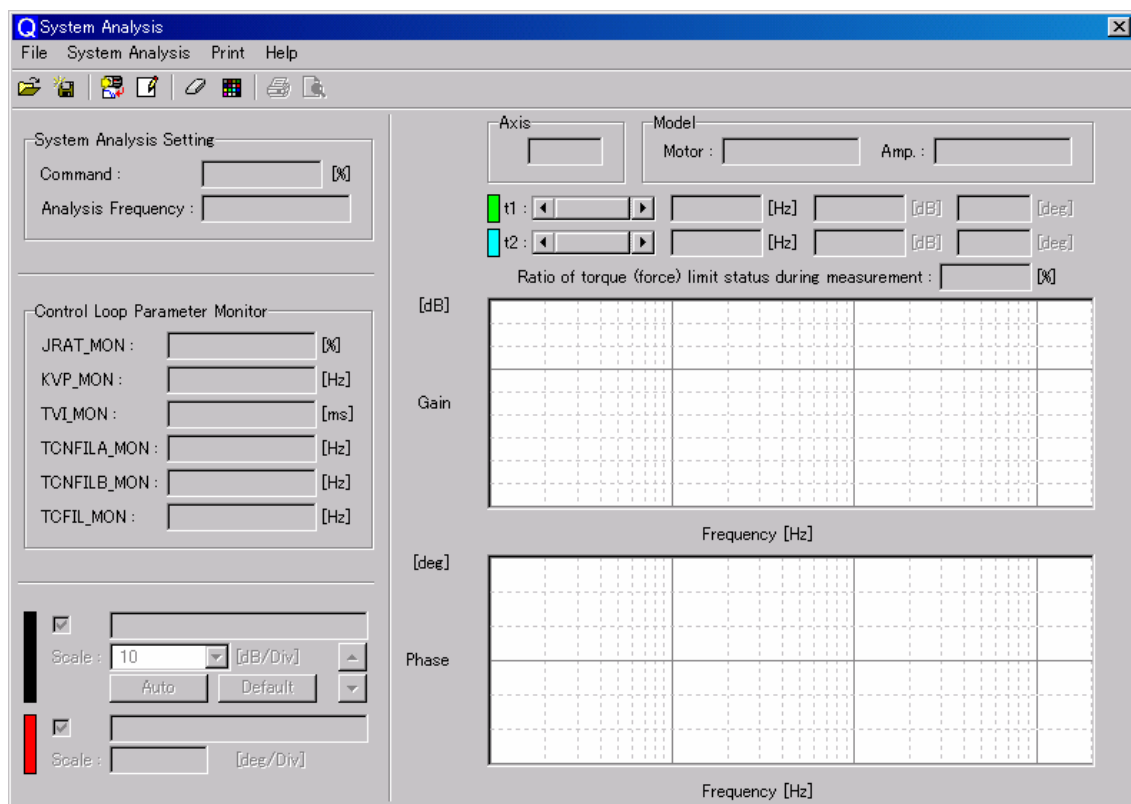 System Analysis
File System Analysis Print Help
System Analysis Setting
Command : [%]
Analysis Frequency :
Control Loop Parameter Monitor
JRAT_MON : [%]
KVP_MON : [Hz]
TVI_MON : [ms]
TCNFILA_MON : [Hz]
TCNFILB_MON : [Hz]
TCFIL_MON : [Hz]
Scale : 10 [dB/Div]
Auto Default
Scale : [deg/Div]
Axis
Model
Motor : Amp. :
t1 : [Hz] [dB] [deg]
t2 : [Hz] [dB] [deg]
Ratio of torque (force) limit status during measurement : [%]
[dB]
Gain
Frequency [Hz]
[deg]
Phase
Frequency [Hz]